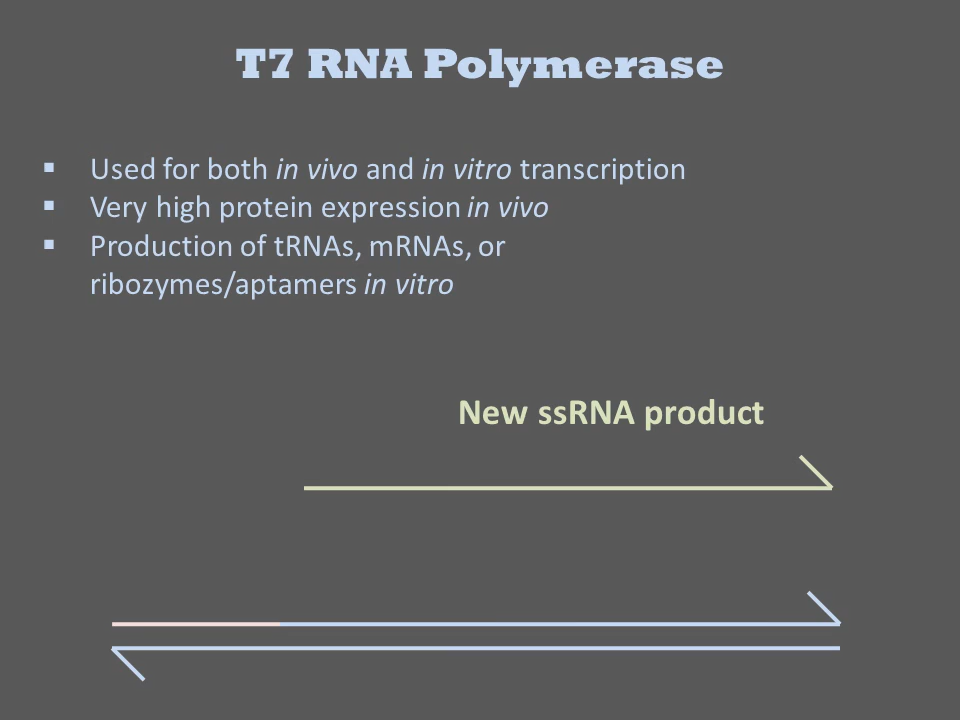 T7 RNA Polymerase
▪ Used for both in vivo and in vitro transcription
▪ Very high protein expression in vivo
▪ Production of tRNAs, mRNAs, or
ribozymes/aptamers in vitro
New ssRNA product